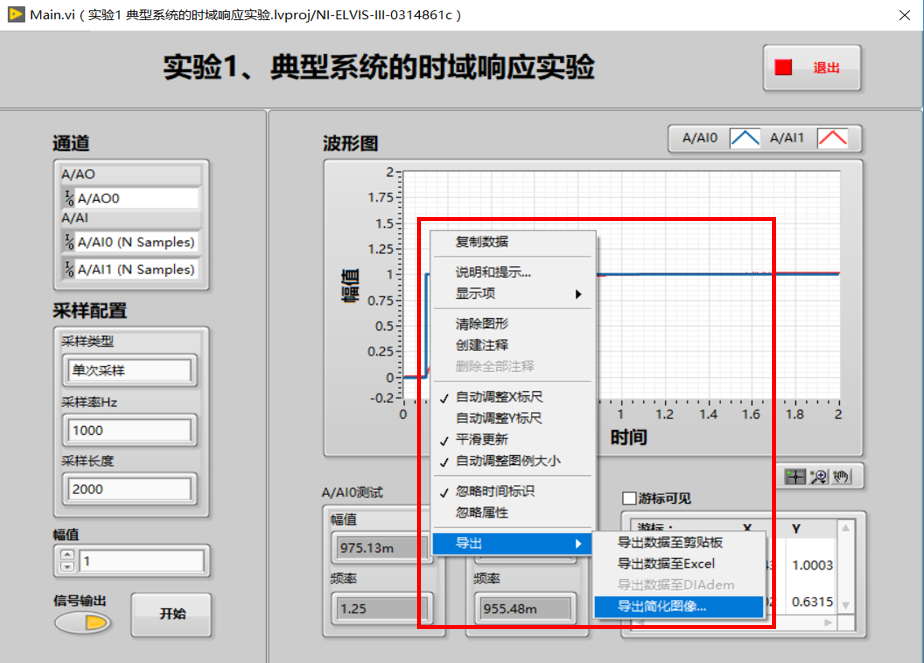 Main.vi（实验1 典型系统的时域响应实验.lvproj/NI-ELVIS-III-0314861c）
实验1、典型系统的时域响应实验
退出
通道
A/AO
A/AO0
A/AI
A/AI0 (N Samples)
A/AI1 (N Samples)
采样配置
采样类型
单次采样
采样率Hz
1000
采样长度
2000
幅值
1
信号输出
开始
波形图
A/AI0
A/AI1
2
1.75
1.5
1.25
1
0.75
0.5
0.25
0
-0.2
幅值
0
1
1.2
1.4
1.6
1.8
2
时间
复制数据
说明和提示...
显示项
清除图形
创建注释
删除全部注释
自动调整X标尺
自动调整Y标尺
平滑更新
自动调整图例大小
忽略时间标识
忽略属性
导出
导出数据至剪贴板
导出数据至Excel
导出数据至DIAdem
导出简化图像...
A/AI0测试
幅值
975.13m
频率
1.25
频率
955.48m
游标可见
游标：
X
Y
1.0003
0.6315